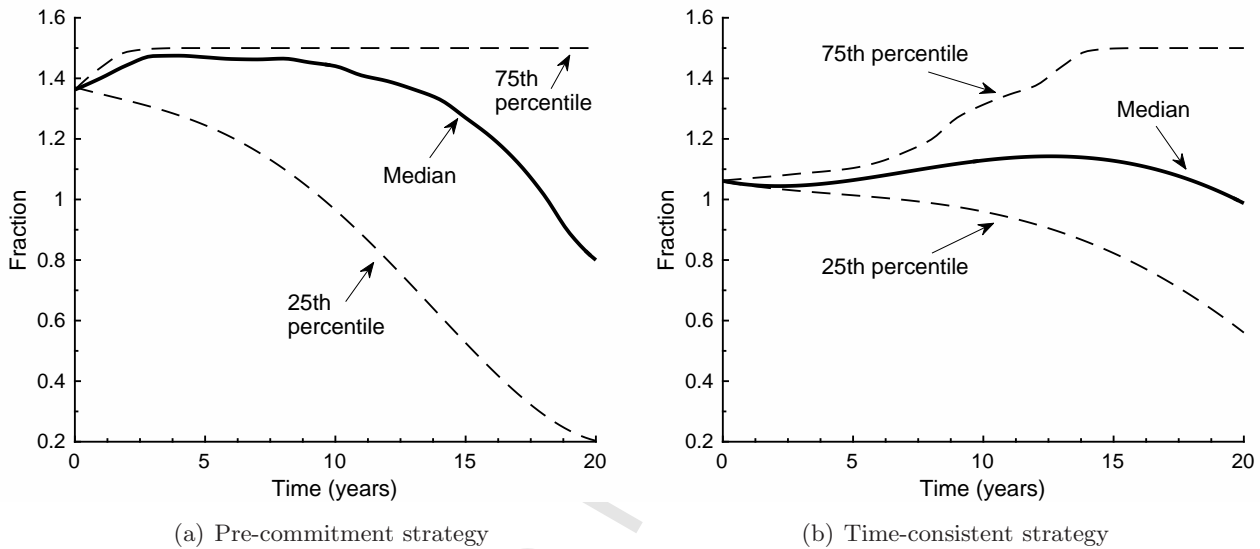 1.6
1.4
1.2
1
0.8
0.6
0.4
0.2
Fraction
0
5
10
15
20
Time (years)
75th
percentile
Median
25th
percentile
(a) Pre-commitment strategy
1.6
1.4
1.2
1
0.8
0.6
0.4
0.2
Fraction
0
5
10
15
20
Time (years)
75th percentile
Median
25th percentile
(b) Time-consistent strategy